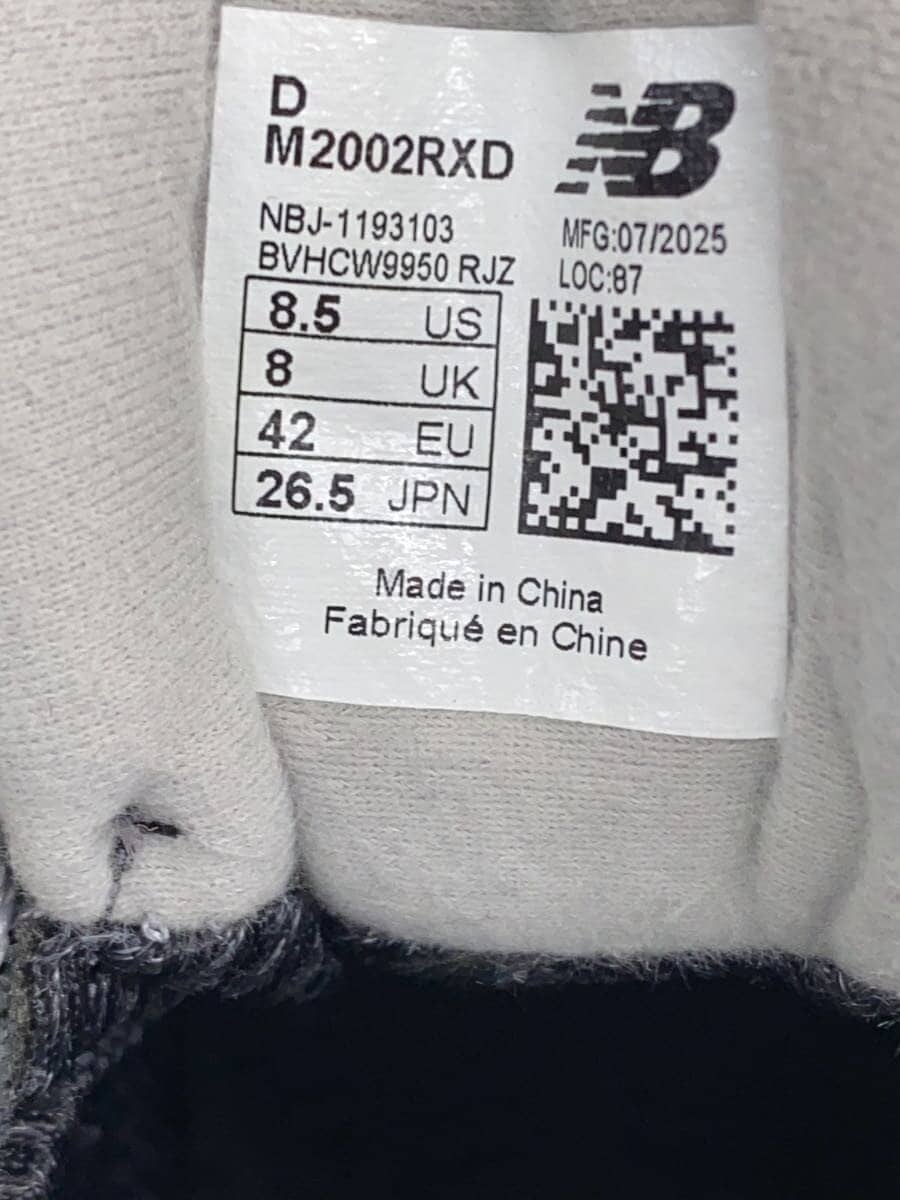 D
M2002RXD
NB
NBJ-1193103
BVHCW9950 RJZ
MFG:07/2025
LOC:87
8.5 US
8 UK
42 EU
26.5 JPN
Made in China
Fabriqué en Chine